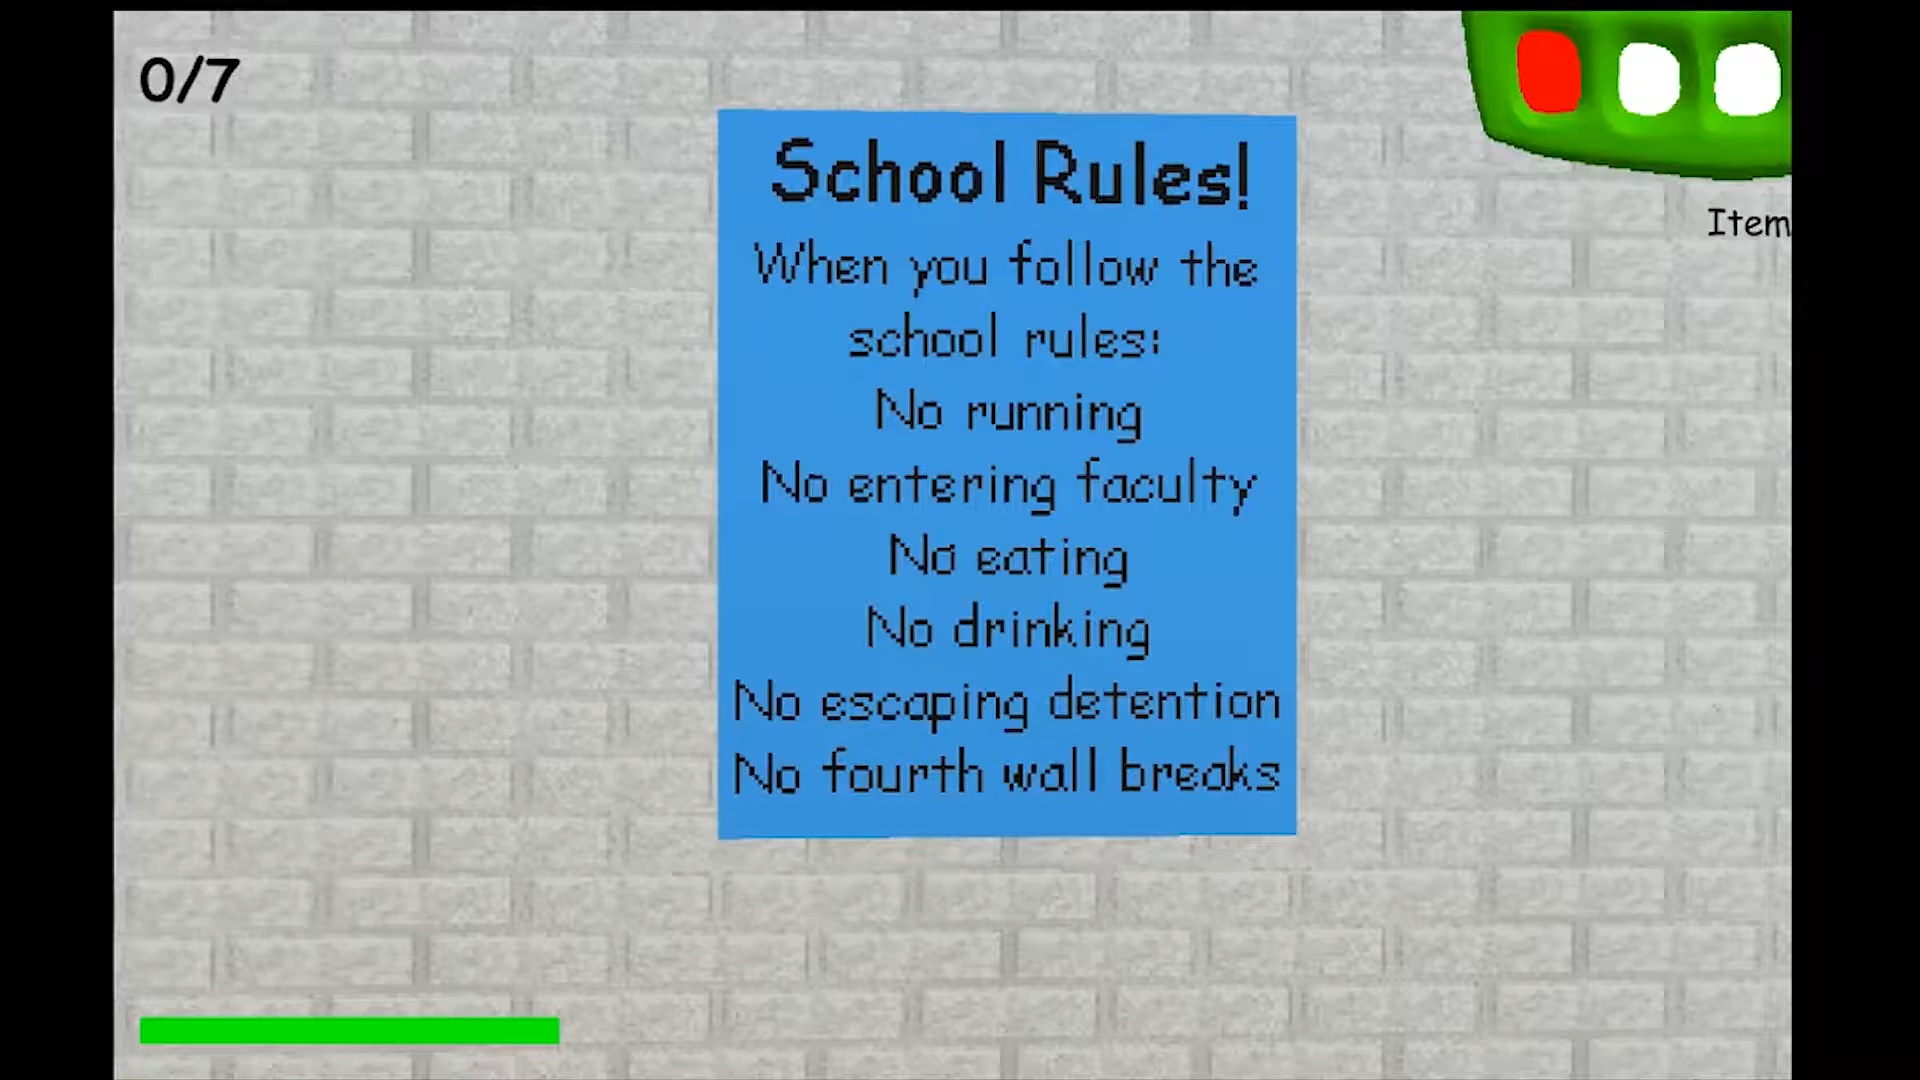 0/7
Item
School Rules!
When you follow the
school rules:
No running
No entering faculty
No eating
No drinking
No escaping detention
No fourth wall breaks